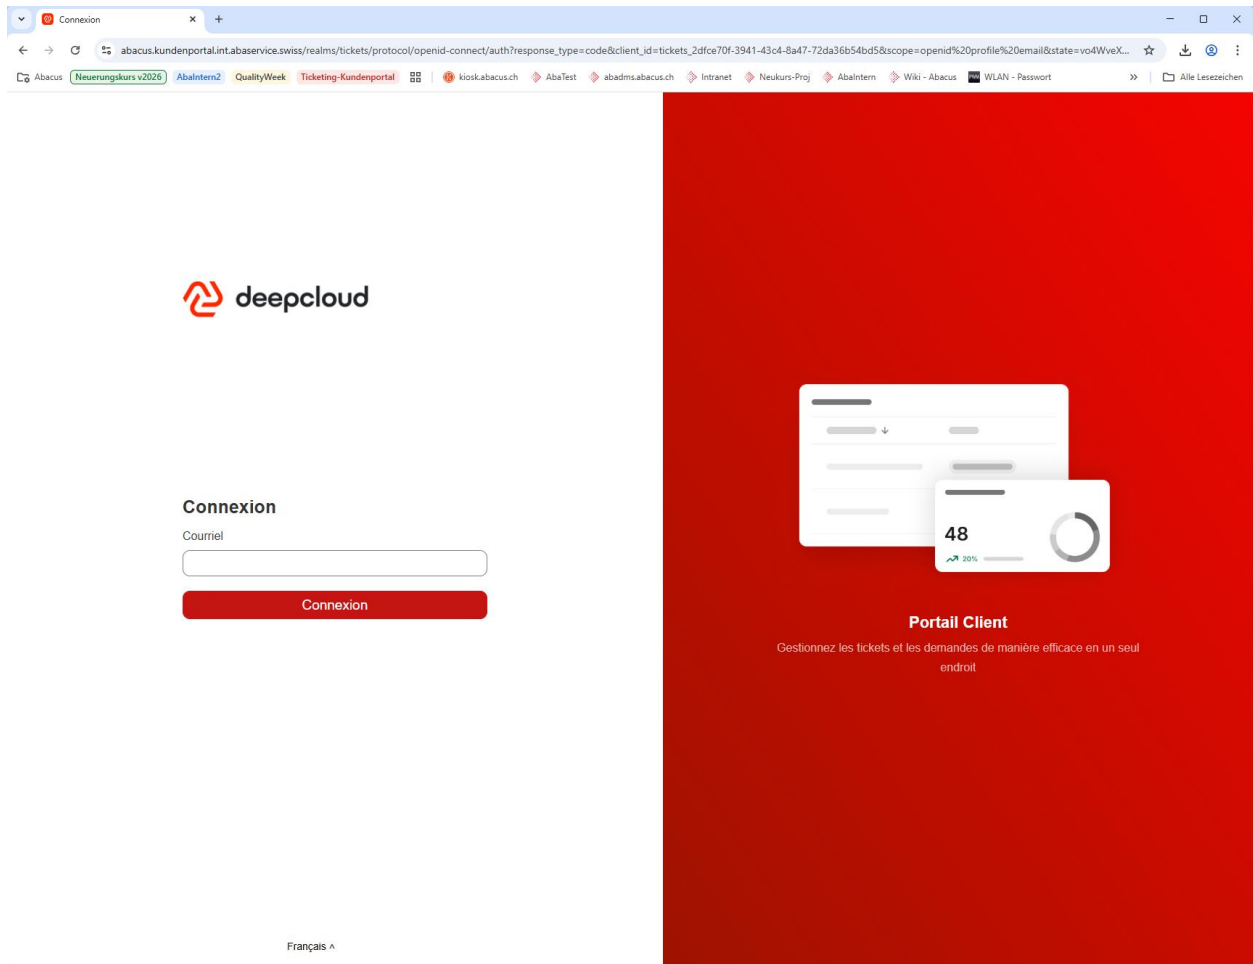 Connexion
abacus.kundenportal.int.abaservice.swiss/realms/tickets/protocol/openid-connect/auth?response_type=code&client_id=tickets_2dfce70f-3941-43c4-8a47-72da36b54bd5&scope=openid%20profile%20email&state=vo4WveX...
Abacus Neuerungskurs v2026 AbaIntern2 QualityWeek Ticketing-Kundenportal kiosk.abacus.ch AbaTest abadms.abacus.ch Intranet Neukurs-Proj AbaIntern Wiki - Abacus WLAN - Passwort » Alle Lesezeichen
deepcloud
Connexion
Courriel
Connexion
Français
48
20%
Portail Client
Gestionnez les tickets et les demandes de manière efficace en un seul
endroit